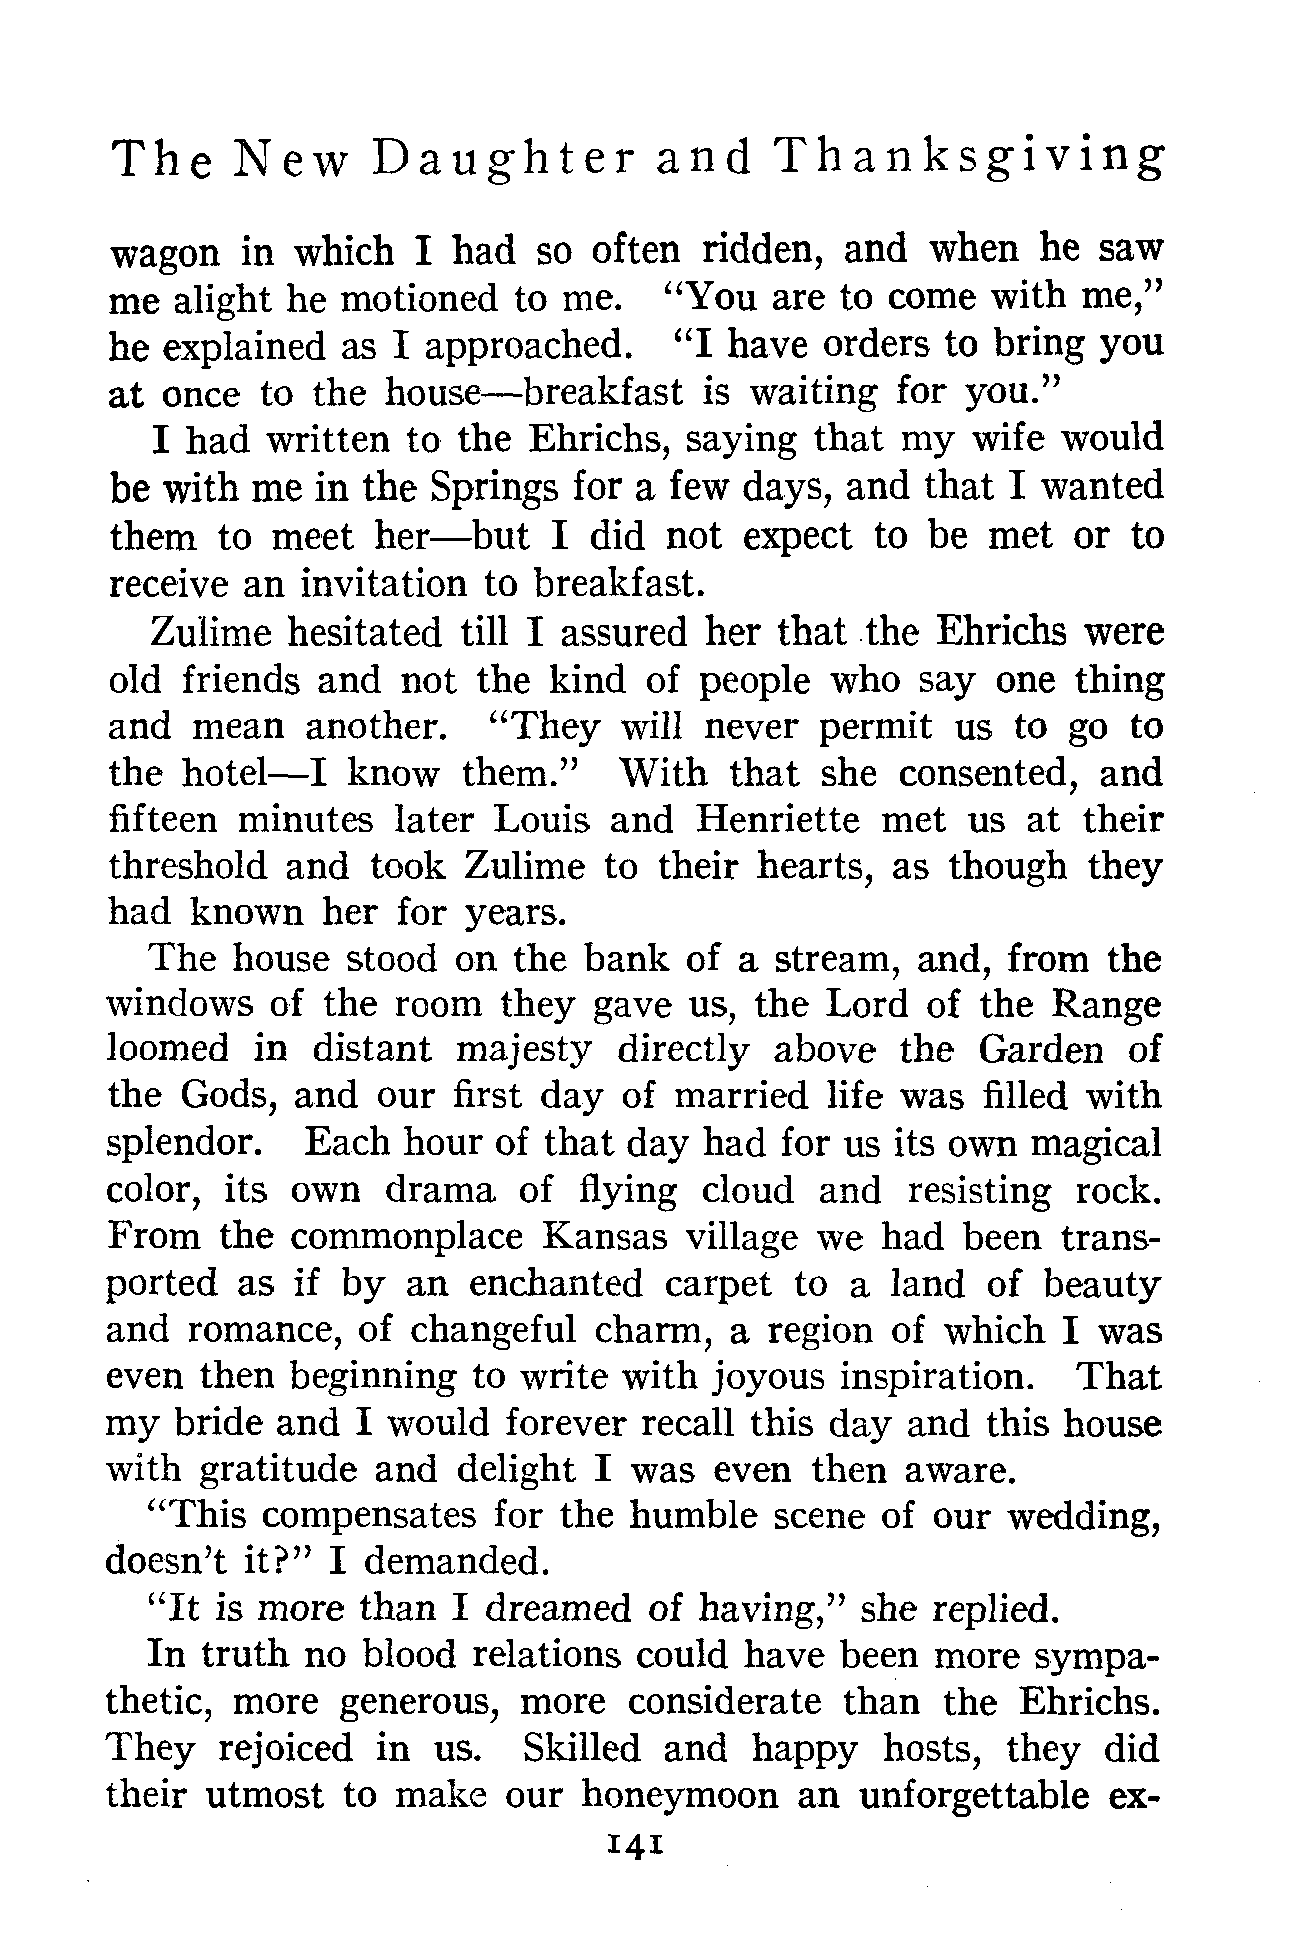 The New Daughter and Thanksgiving
wagon in which I had so often ridden, and when he saw
me alight he motioned to me. “You are to come with me,”
he explained as I approached. “I have orders to bring you
at once to the house—breakfast is waiting for you.”
I had written to the Ehrichs, saying that my wife would
be with me in the Springs for a few days, and that I wanted
them to meet her—but I did not expect to be met or to
receive an invitation to breakfast.
Zulime hesitated till I assured her that the Ehrichs were
old friends and not the kind of people who say one thing
and mean another. “They will never permit us to go to
the hotel—I know them.” With that she consented, and
fifteen minutes later Louis and Henriette met us at their
threshold and took Zulime to their hearts, as though they
had known her for years.
The house stood on the bank of a stream, and, from the
windows of the room they gave us, the Lord of the Range
loomed in distant majesty directly above the Garden of
the Gods, and our first day of married life was filled with
splendor. Each hour of that day had for us its own magical
color, its own drama of flying cloud and resisting rock.
From the commonplace Kansas village we had been trans-
ported as if by an enchanted carpet to a land of beauty
and romance, of changeful charm, a region of which I was
even then beginning to write with joyous inspiration. That
my bride and I would forever recall this day and this house
with gratitude and delight I was even then aware.
“This compensates for the humble scene of our wedding,
doesn’t it?” I demanded.
“It is more than I dreamed of having,” she replied.
In truth no blood relations could have been more sympa-
thetic, more generous, more considerate than the Ehrichs.
They rejoiced in us. Skilled and happy hosts, they did
their utmost to make our honeymoon an unforgettable ex-
141